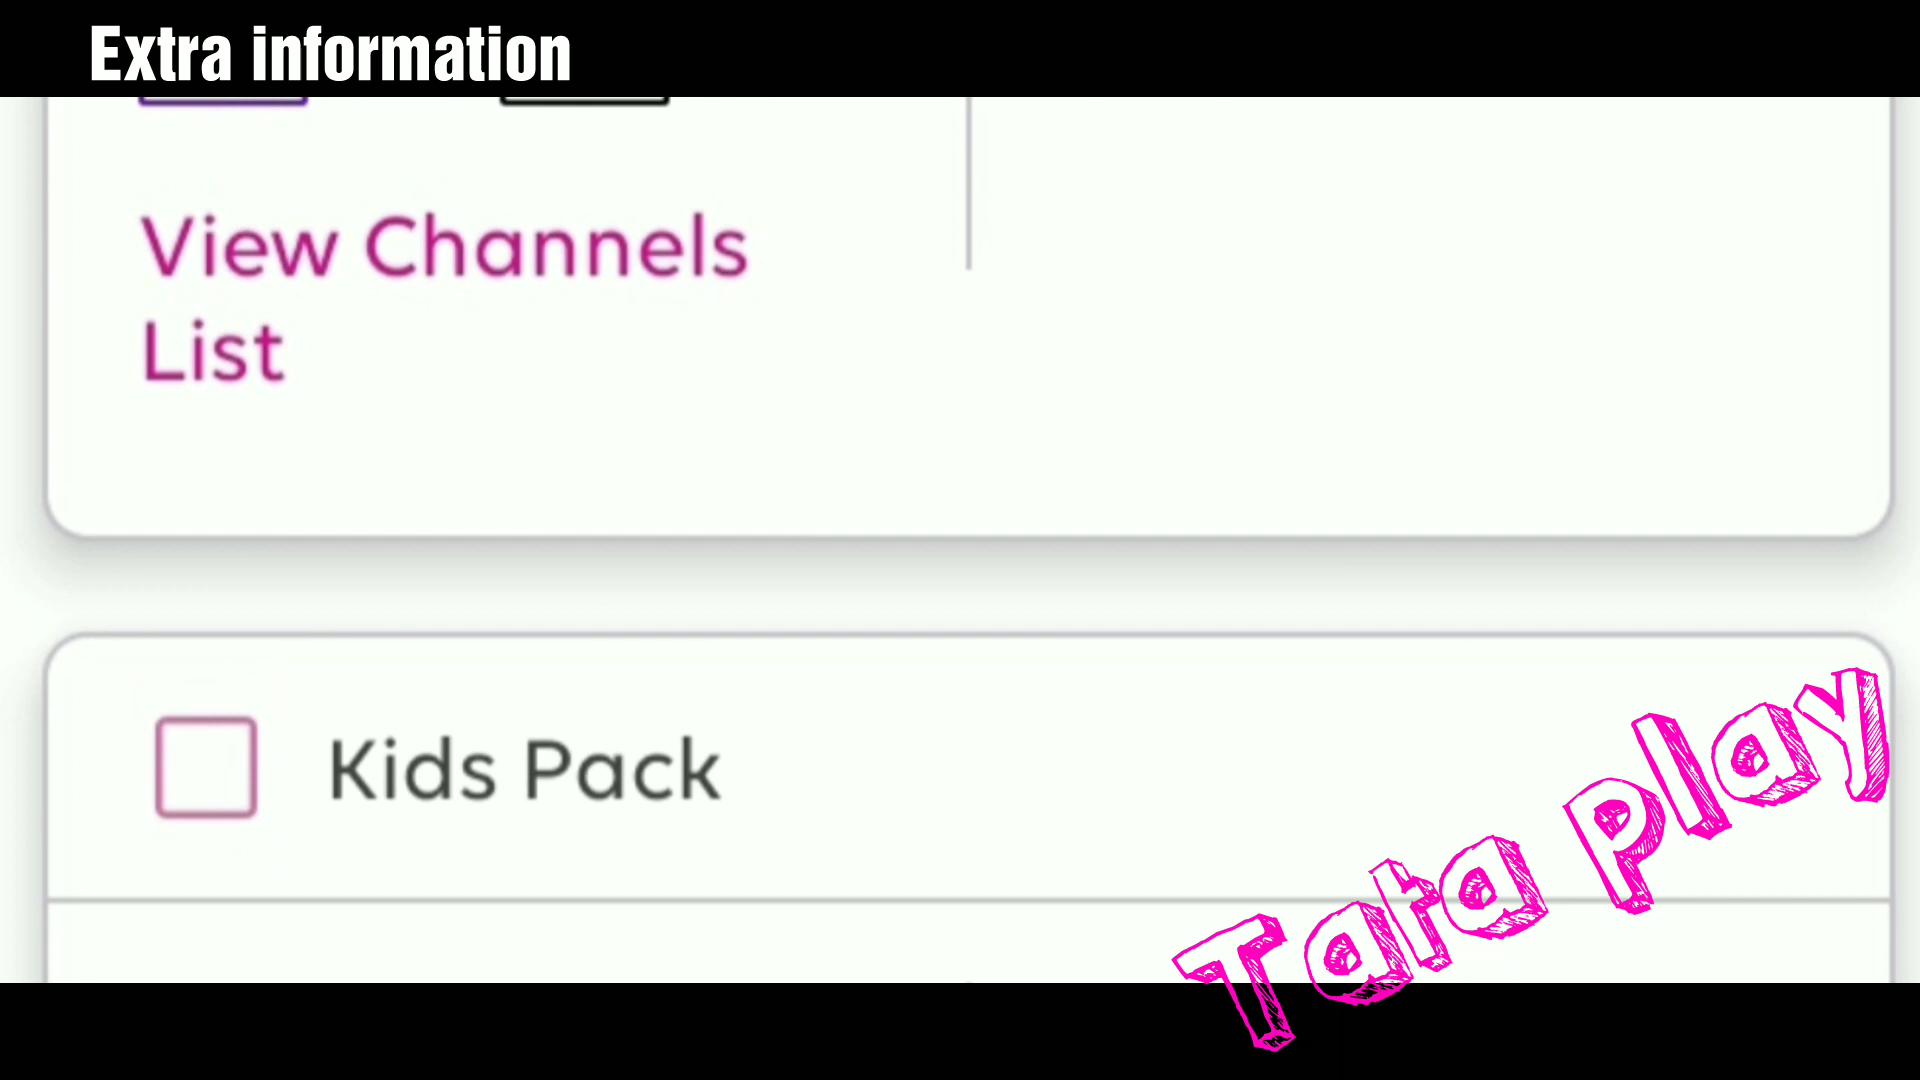 Extra information
View Channels
List
Kids Pack
Tata Play